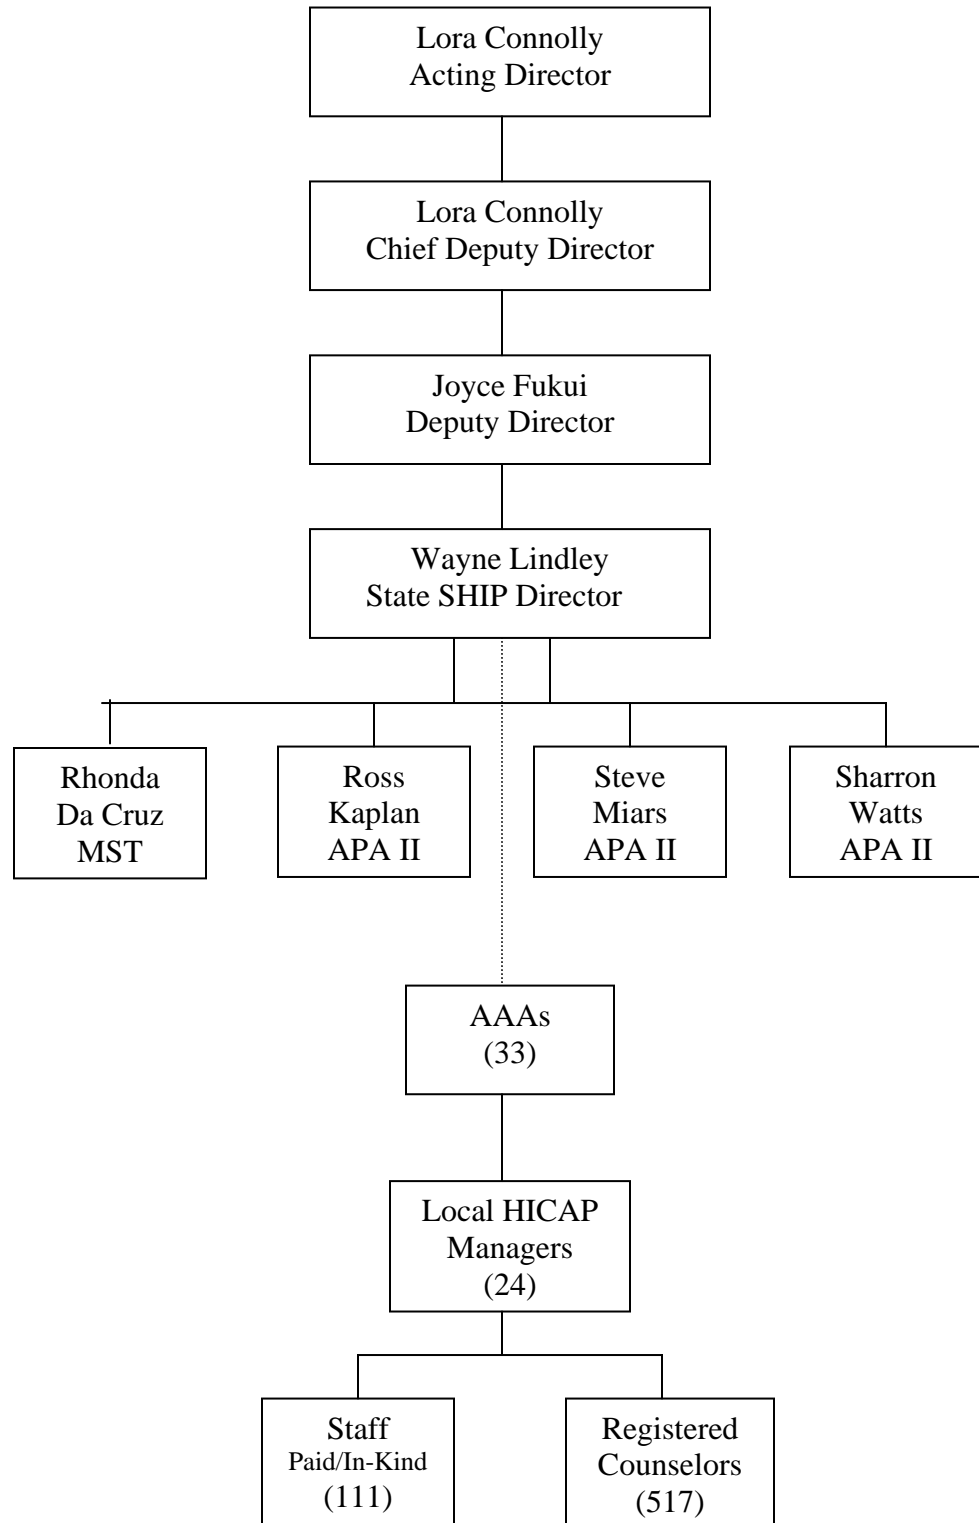 Lora Connolly
Acting Director
Lora Connolly
Chief Deputy Director
Joyce Fukui
Deputy Director
Wayne Lindley
State SHIP Director
Rhonda
Da Cruz
MST
Ross
Kaplan
APA II
Steve
Miars
APA II
Sharron
Watts
APA II
AAAs
(33)
Local HICAP
Managers
(24)
Staff
Paid/In-Kind
(111)
Registered
Counselors
(517)